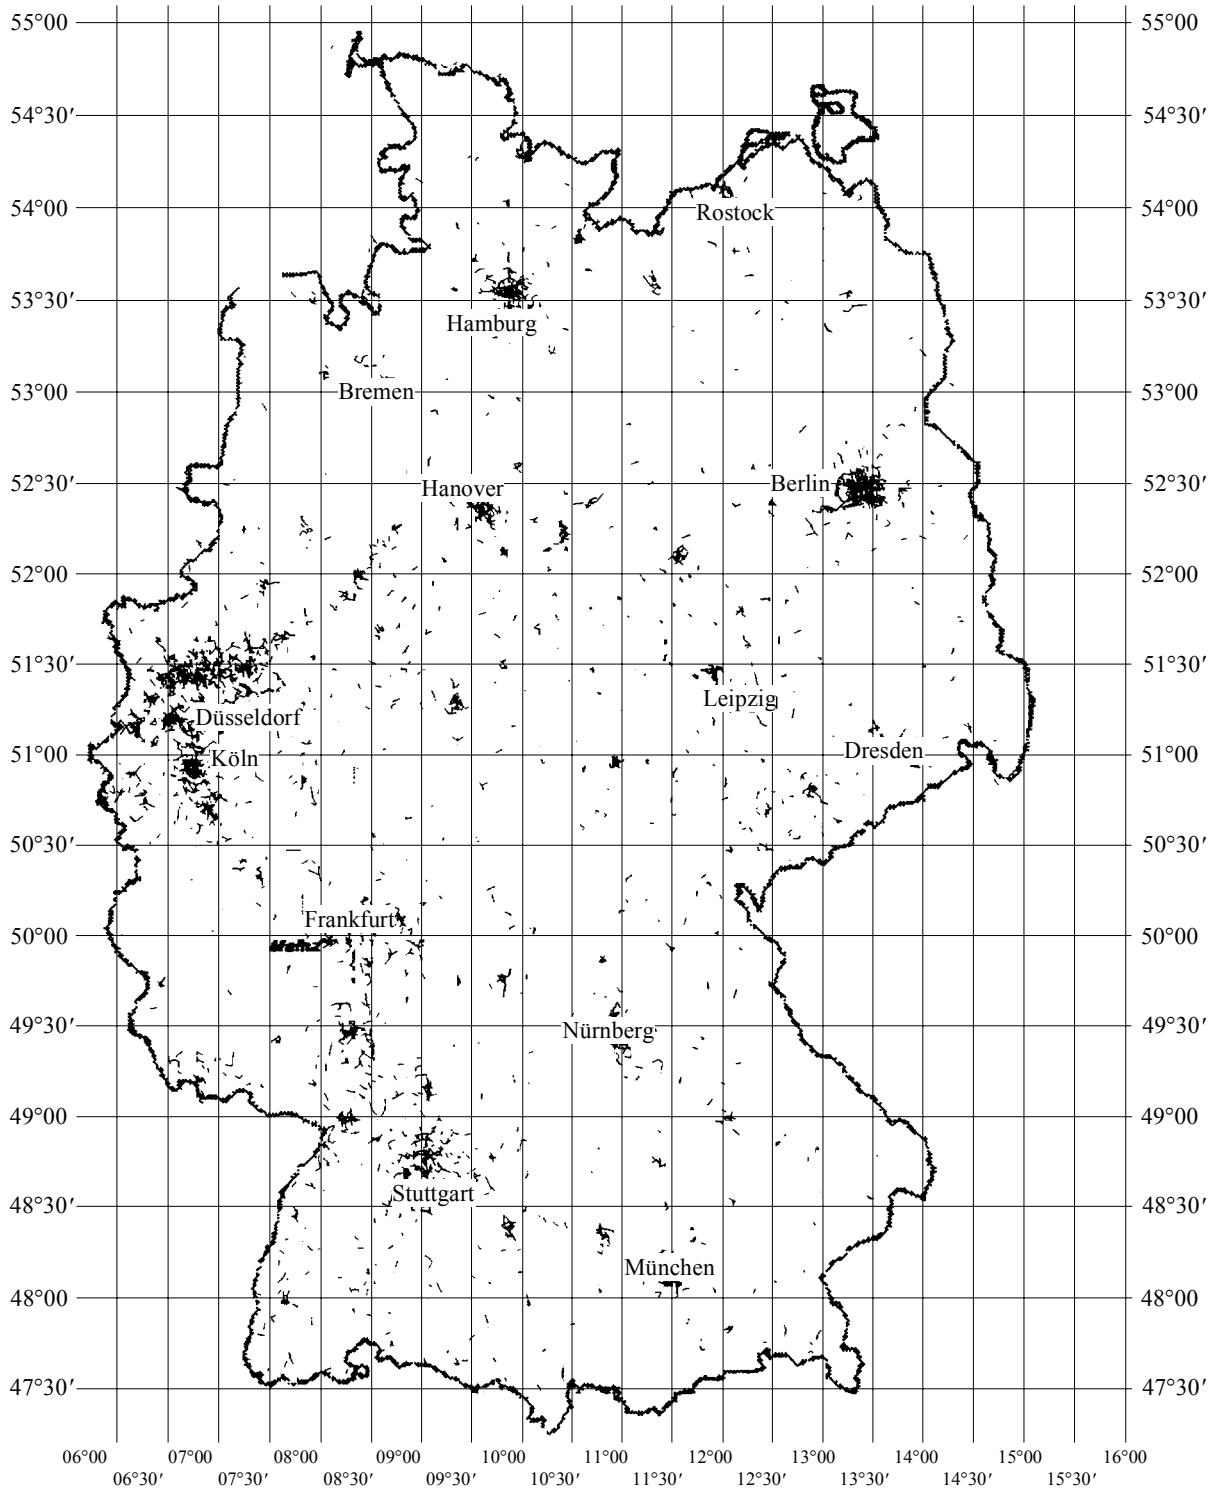 55°00 55°00
54°30′ 54°30′
54°00 Rostock 54°00
53°30′ 53°30′
Hamburg
53°00 Bremen 53°00
Hanover Berlin
52°30′ 52°30′
52°00 52°00
51°30′ 51°30′
Leipzig
Düsseldorf
51°00 Köln Dresden 51°00
50°30′ 50°30′
Frankfurt
50°00 Mainz 50°00
49°30′ Nürnberg 49°30′
49°00 49°00
Stuttgart
48°30′ 48°30′
München
48°00 48°00
47°30′ 47°30′
06°00 07°00 08°00 09°00 10°00 11°00 12°00 13°00 14°00 15°00 16°00
06°30′ 07°30′ 08°30′ 09°30′ 10°30′ 11°30′ 12°30′ 13°30′ 14°30′ 15°30′